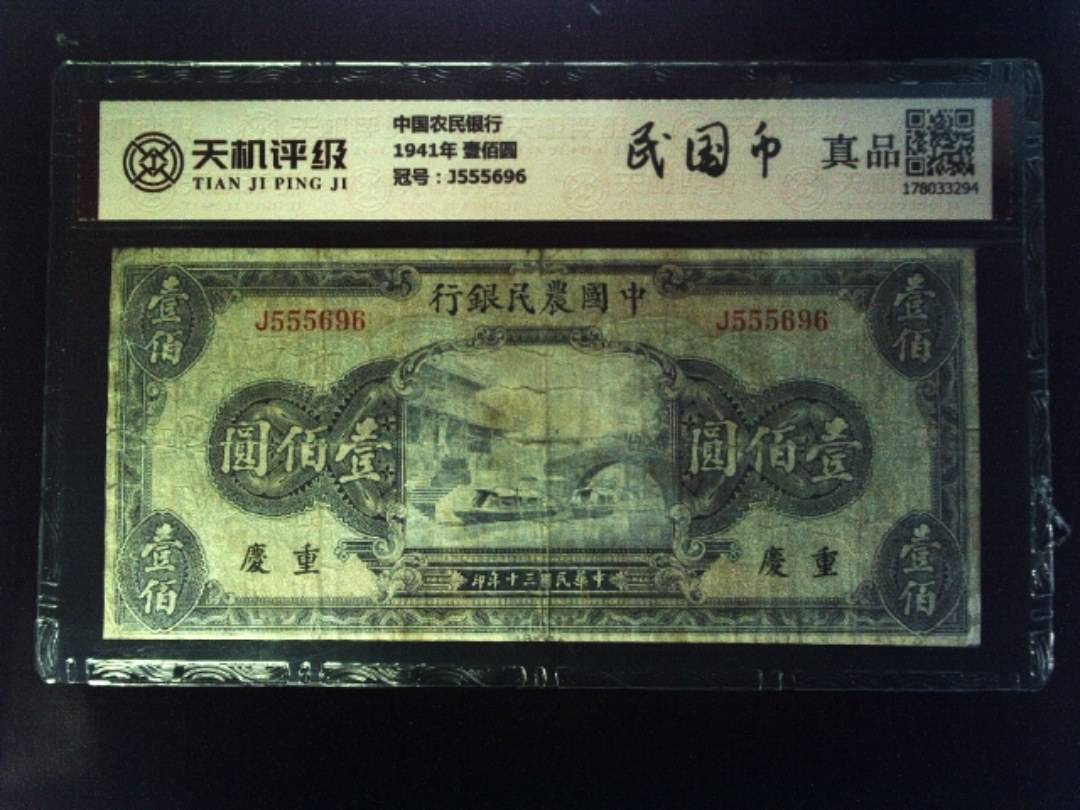 天机评级
TIAN JI PING JI
中国农民银行
1941年 壹佰圆
冠号：J555696
民国币
真品
178033294
行銀民農國中
J555696
J555696
壹佰
壹佰
圓佰壹
圓佰壹
慶重
慶重
壹佰
壹佰
印年十三國民華中